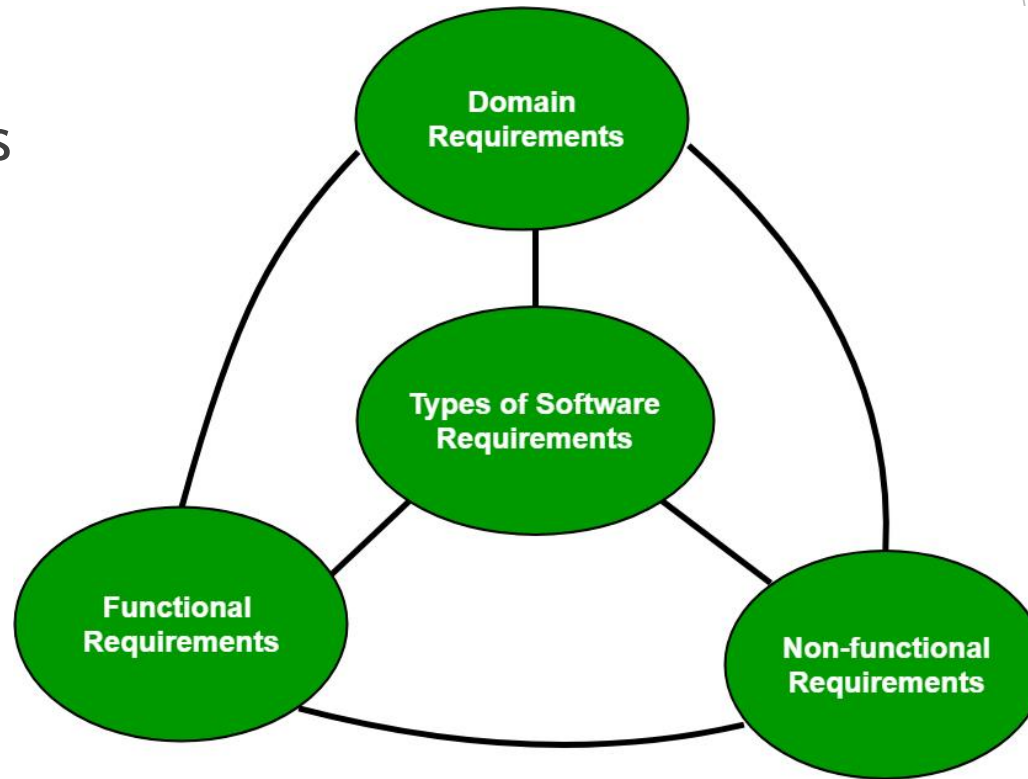 s
Domain
Requirements
Types of Software
Requirements
Functional
Requirements
Non-functional
Requirements